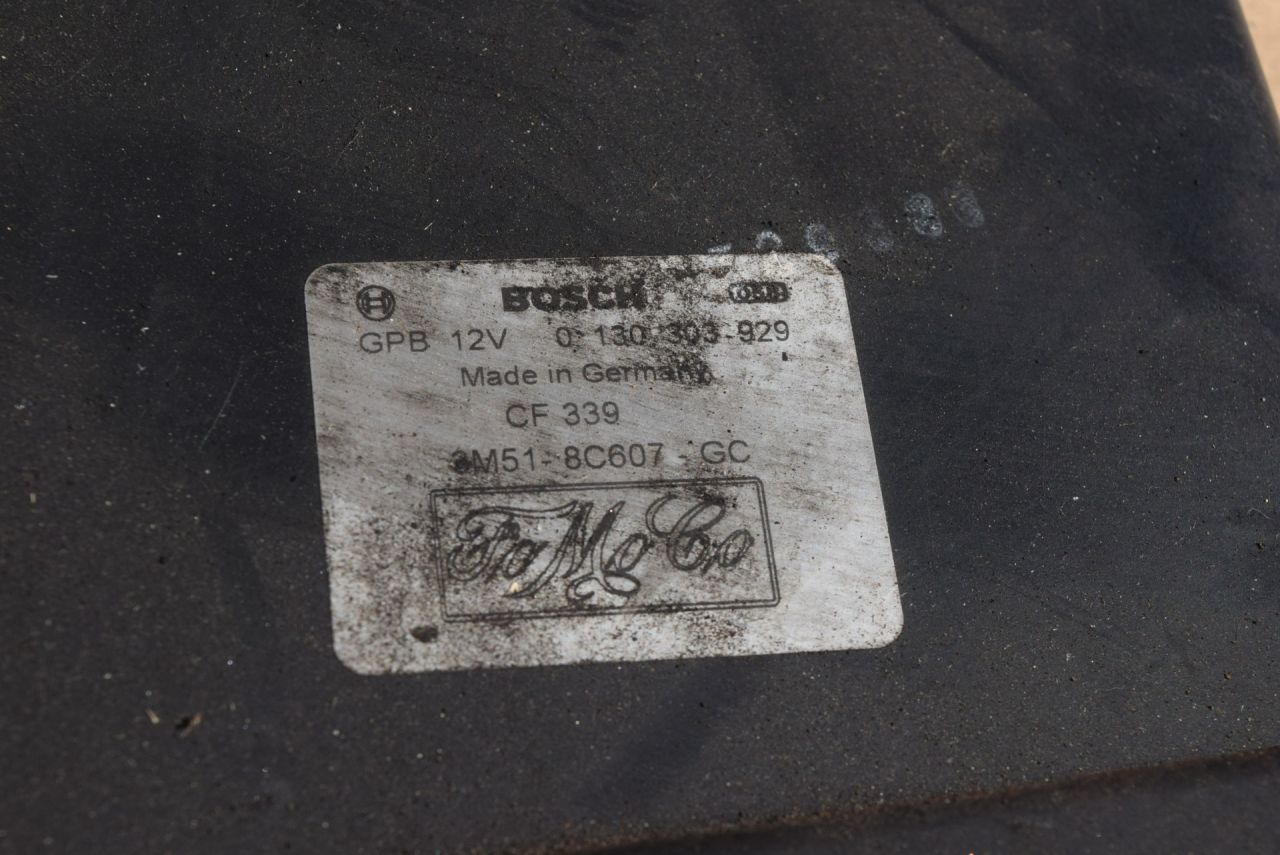 BOSCH
GPB 12V 0 130 303 929
Made in Germany
CF 339
3M51-8C607-GC
FoMoCo